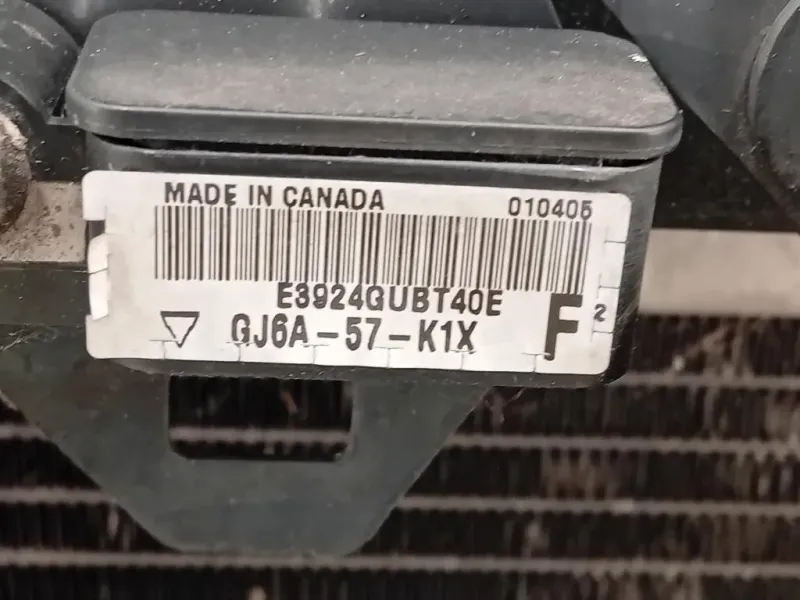 MADE IN CANADA 010405
E3924GUBT40E
GJ6A-57-K1X F 2